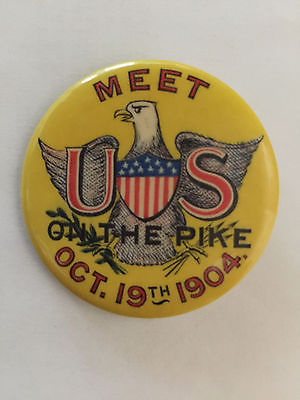 MEET
US
ON THE PIKE
OCT. 19TH 1904.